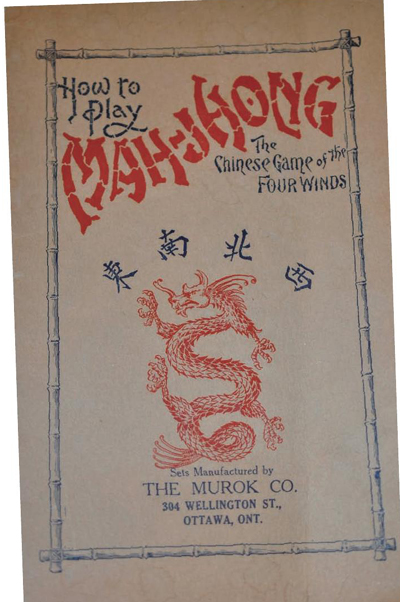 How to
Play
MAH-JHONG
The
Chinese Game of the
FOUR WINDS
東 南 北 西
Sets Manufactured by
THE MUROK CO.
304 WELLINGTON ST.,
OTTAWA, ONT.